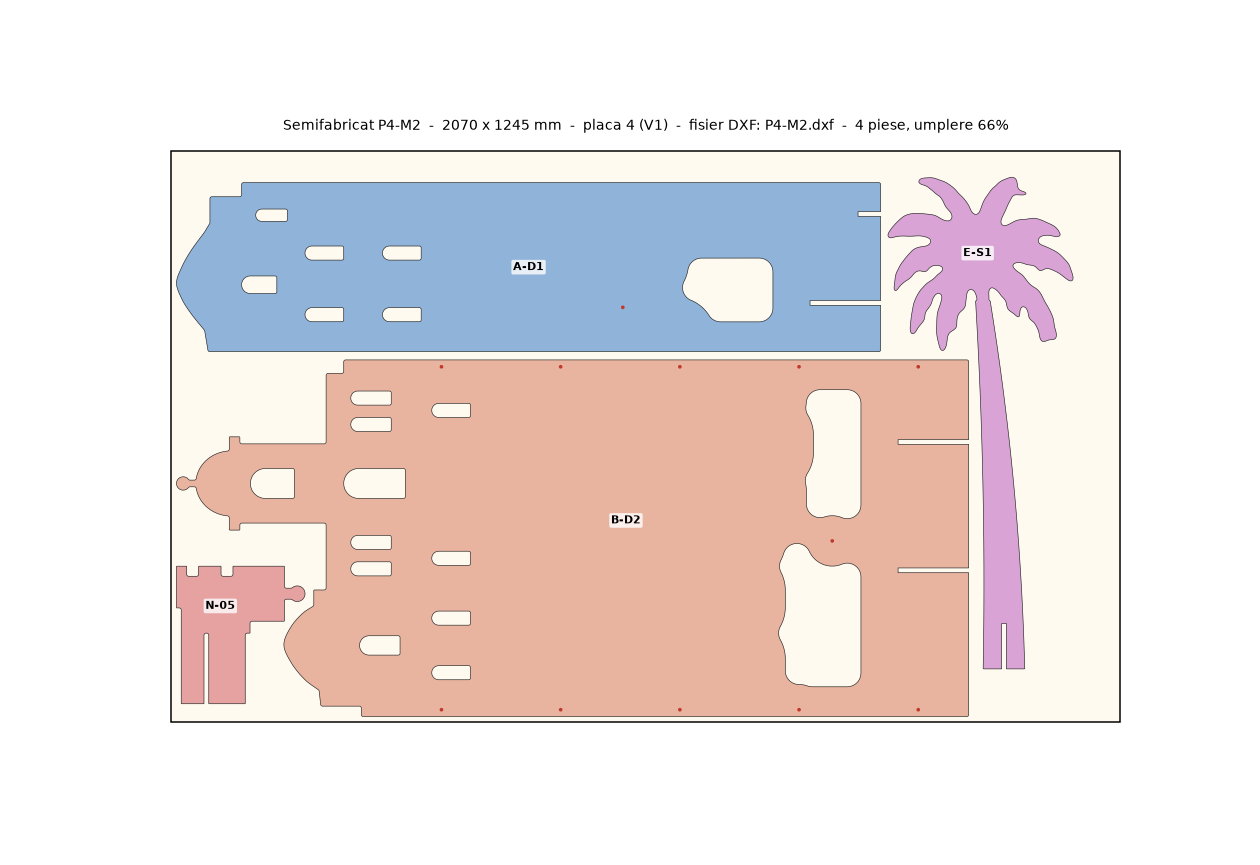 Semifabricat P4-M2 - 2070 x 1245 mm - placa 4 (V1) - fisier DXF: P4-M2.dxf - 4 piese, umplere 66%
E-S1
A-D1
B-D2
N-05